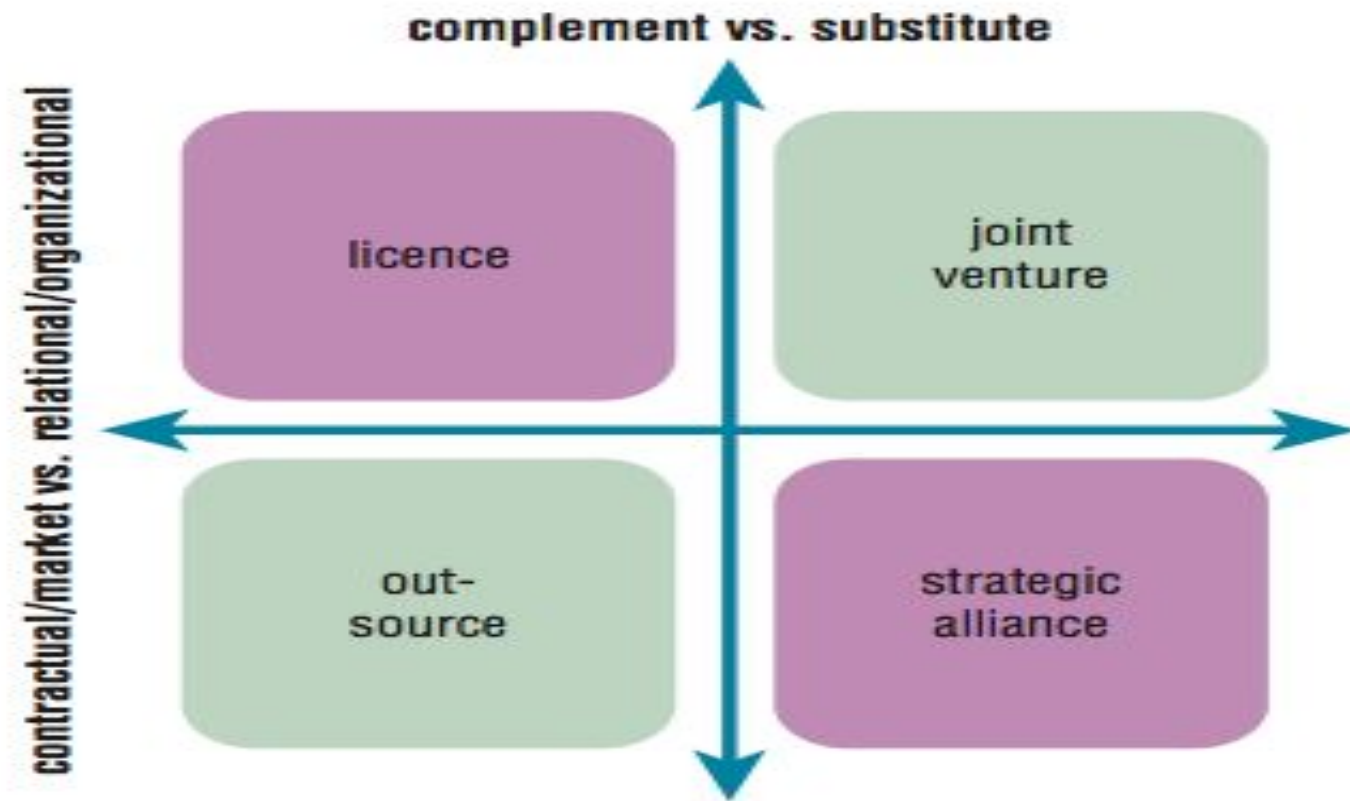 complement vs. substitute
contractual/market vs. relational/organizational
licence
joint
venture
out-
source
strategic
alliance